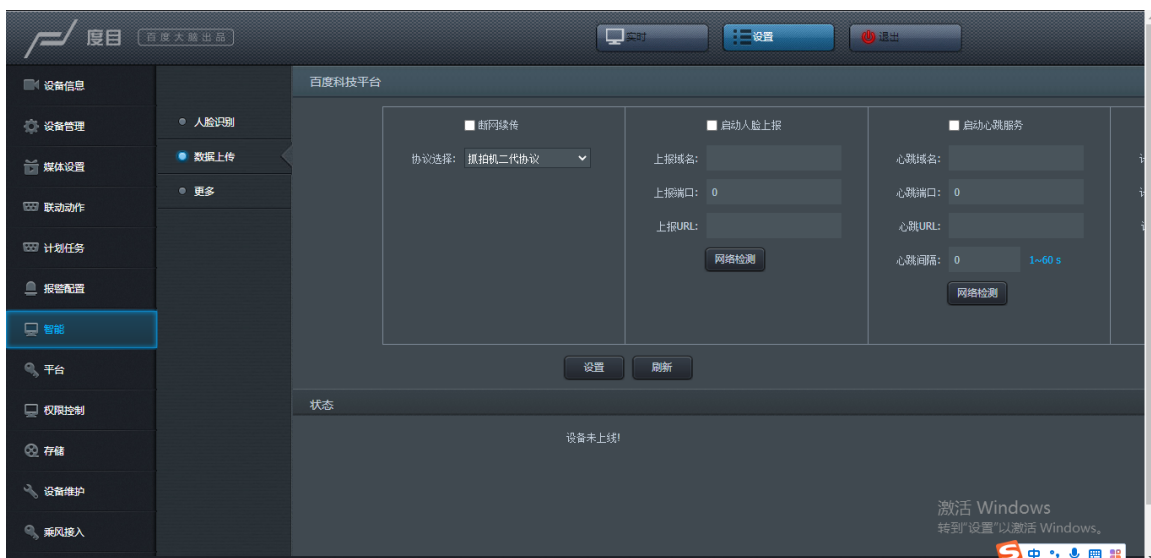 度目 百度大脑出品
实时
设置
退出
设备信息
设备管理
媒体设置
联动动作
计划任务
报警配置
智能
平台
权限控制
存储
设备维护
乘风接入
人脸识别
数据上传
更多
百度科技平台
断网续传
协议选择: 抓拍机二代协议
启动人脸上报
上报域名:
上报端口: 0
上报URL:
网络检测
启动心跳服务
心跳域名:
心跳端口: 0
心跳URL:
心跳间隔: 0 1~60 s
网络检测
设置 刷新
状态
设备未上线!
激活 Windows
转到"设置"以激活 Windows。
中